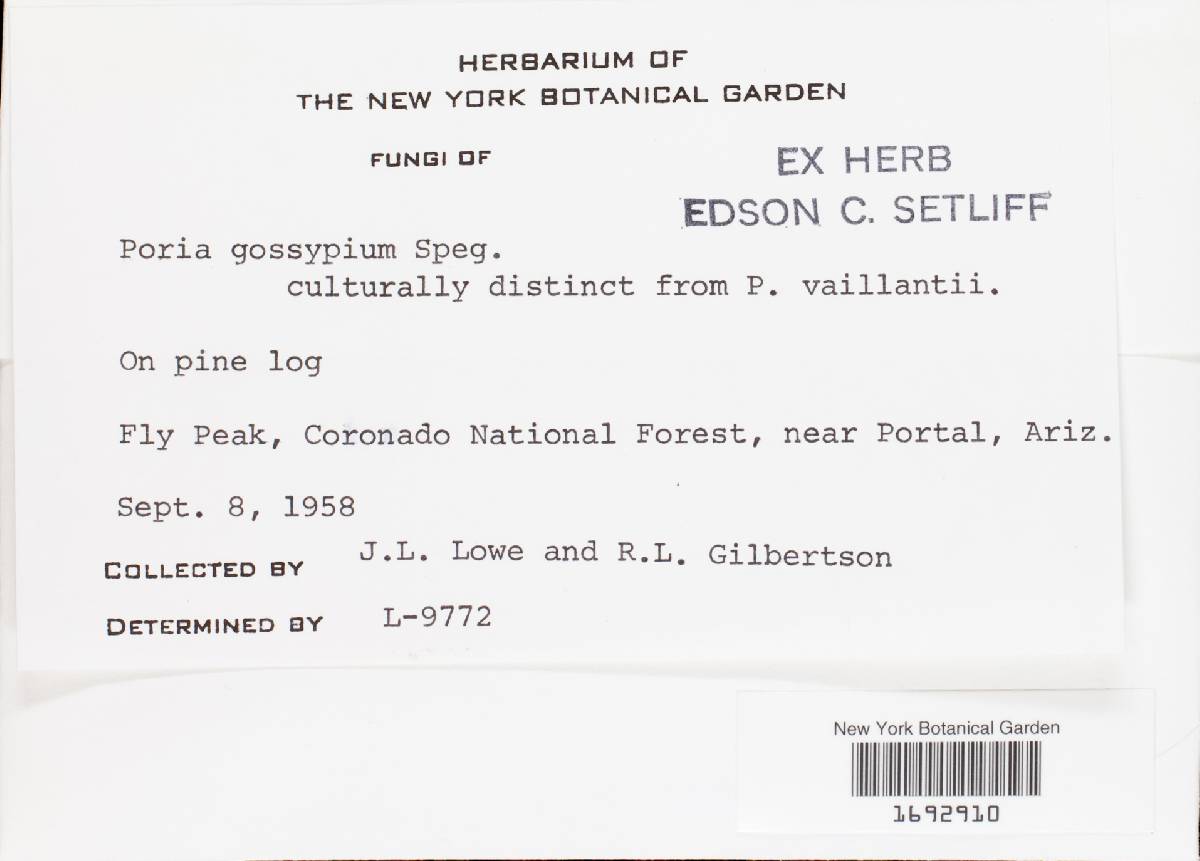 HERBARIUM OF
THE NEW YORK BOTANICAL GARDEN
FUNGI OF
EX HERB
EDSON C. SETLIFF
Poria gossypium Speg.
culturally distinct from P. vaillantii.
On pine log
Fly Peak, Coronado National Forest, near Portal, Ariz.
Sept. 8, 1958
COLLECTED BY J.L. Lowe and R.L. Gilbertson
DETERMINED BY L-9772
New York Botanical Garden
1692910